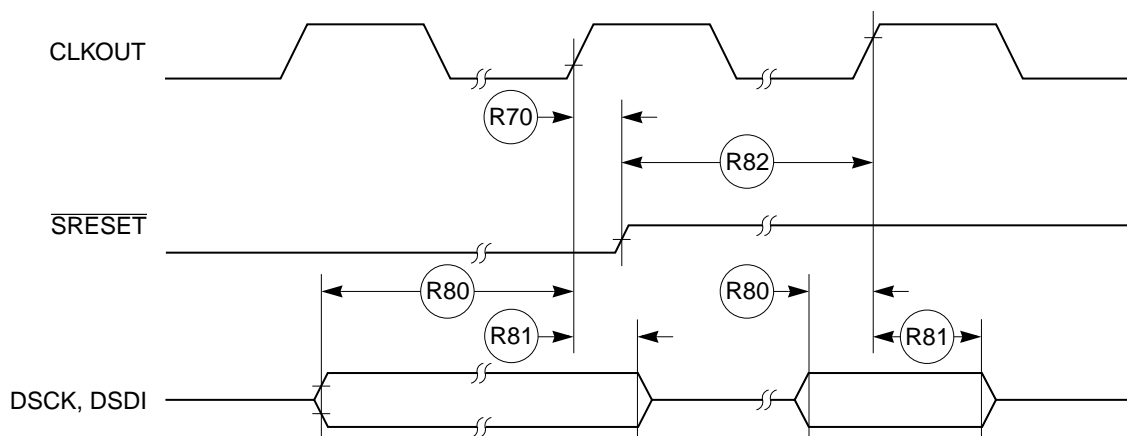 CLKOUT
R70
R82
SRESET
R80
R80
R81
R81
DSCK, DSDI